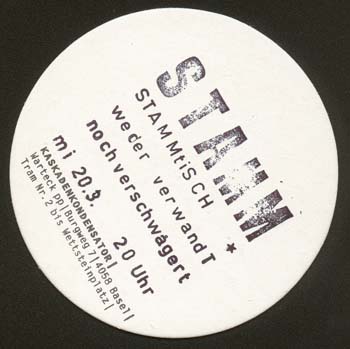 STAMM *
STAMMtiSCH
weder verwandT
noch verschwägert
mi 20.9. 20 Uhr
KASKADENKONDENSATOR|
Warteck pp|Burgweg 7|4058 Basel|
Tram Nr.2 bis Wettsteinplatz|